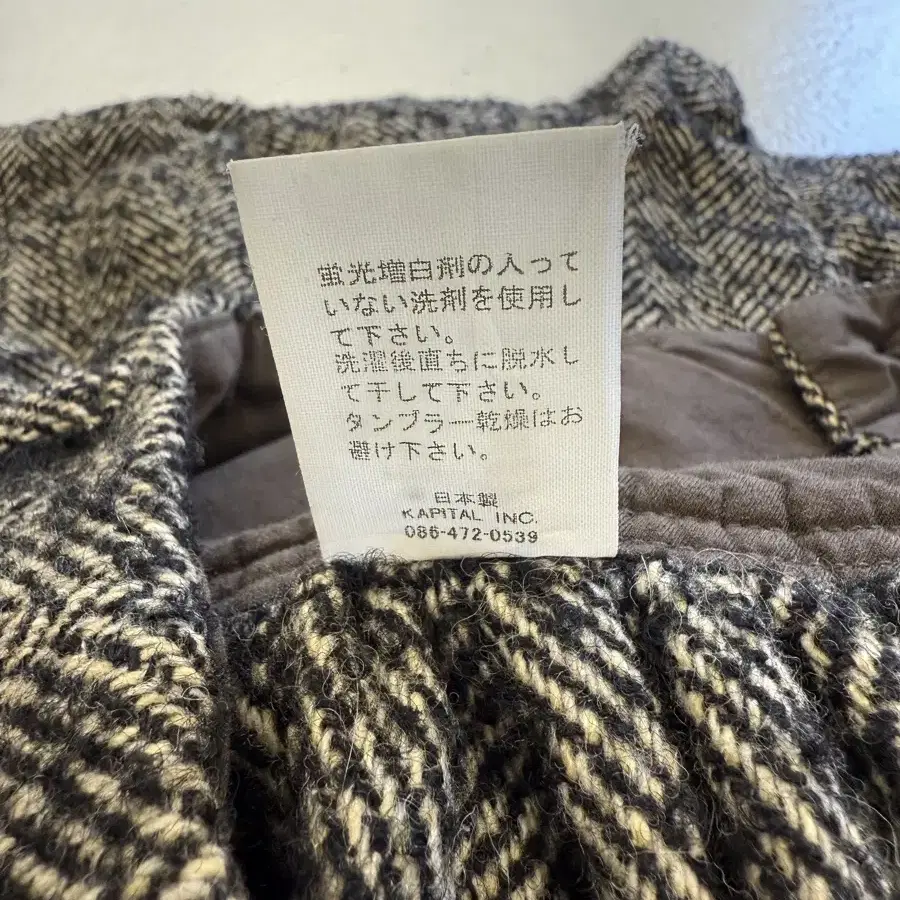 蛍光増白剤の入って
いない洗剤を使用し
て下さい。
洗濯後直ちに脱水し
て干して下さい。
タンブラー乾燥はお
避け下さい。
日本製
KAPITAL INC.
086-472-0539